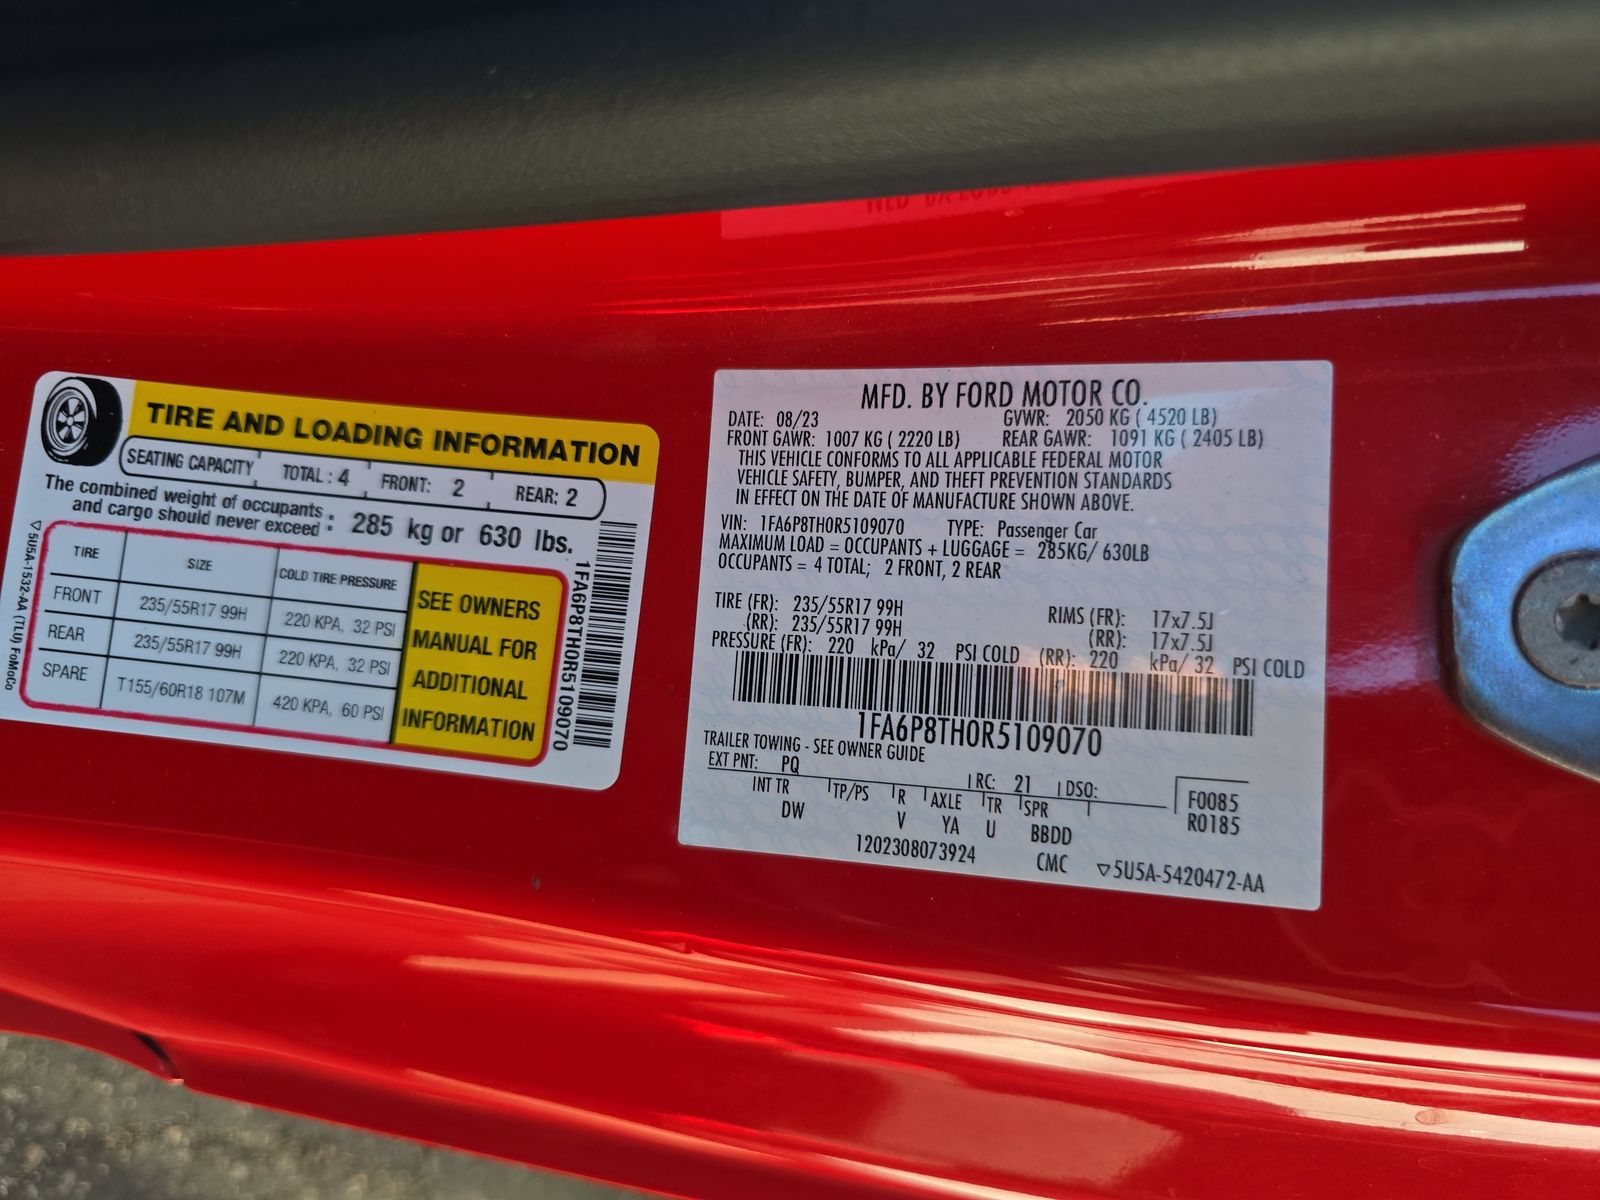 TIRE AND LOADING INFORMATION
SEATING CAPACITY TOTAL : 4 FRONT: 2 REAR: 2
The combined weight of occupants
and cargo should never exceed : 285 kg or 630 lbs.
TIRE SIZE COLD TIRE PRESSURE
FRONT 235/55R17 99H 220 KPA, 32 PSI
REAR 235/55R17 99H 220 KPA, 32 PSI
SPARE T155/60R18 107M 420 KPA, 60 PSI
SEE OWNERS
MANUAL FOR
ADDITIONAL
INFORMATION
1FA6P8TH0R5109070
5U5A-1532-AA (TLU) FoMoCo
MFD. BY FORD MOTOR CO.
DATE: 08/23 GVWR: 2050 KG ( 4520 LB)
FRONT GAWR: 1007 KG ( 2220 LB) REAR GAWR: 1091 KG ( 2405 LB)
THIS VEHICLE CONFORMS TO ALL APPLICABLE FEDERAL MOTOR
VEHICLE SAFETY, BUMPER, AND THEFT PREVENTION STANDARDS
IN EFFECT ON THE DATE OF MANUFACTURE SHOWN ABOVE.
VIN: 1FA6P8TH0R5109070 TYPE: Passenger Car
MAXIMUM LOAD = OCCUPANTS + LUGGAGE = 285KG/ 630LB
OCCUPANTS = 4 TOTAL; 2 FRONT, 2 REAR
TIRE (FR): 235/55R17 99H RIMS (FR): 17x7.5J
(RR): 235/55R17 99H (RR): 17x7.5J
PRESSURE (FR): 220 kPa/ 32 PSI COLD (RR): 220 kPa/ 32 PSI COLD
1FA6P8TH0R5109070
TRAILER TOWING - SEE OWNER GUIDE
EXT PNT: PQ RC: 21 DSO:
INT TR TP/PS R AXLE TR SPR F0085
DW V YA U BBDD R0185
1202308073924 CMC 5U5A-5420472-AA